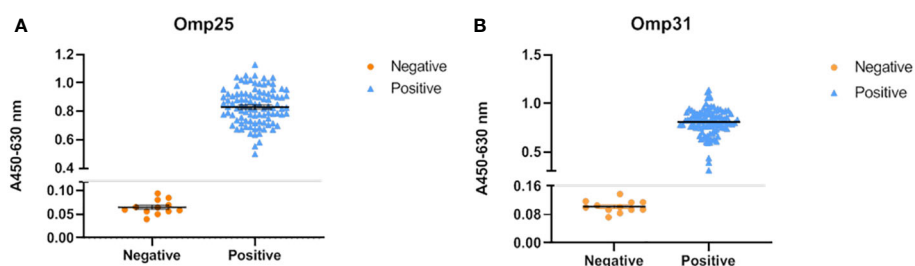 A
Omp25
A450-630 nm
1.2
1.0
0.8
0.6
0.4
0.10
0.05
0.00
Negative
Positive
Negative
Positive
B
Omp31
A450-630 nm
1.5
1.0
0.5
0.16
0.08
0.00
Negative
Positive
Negative
Positive